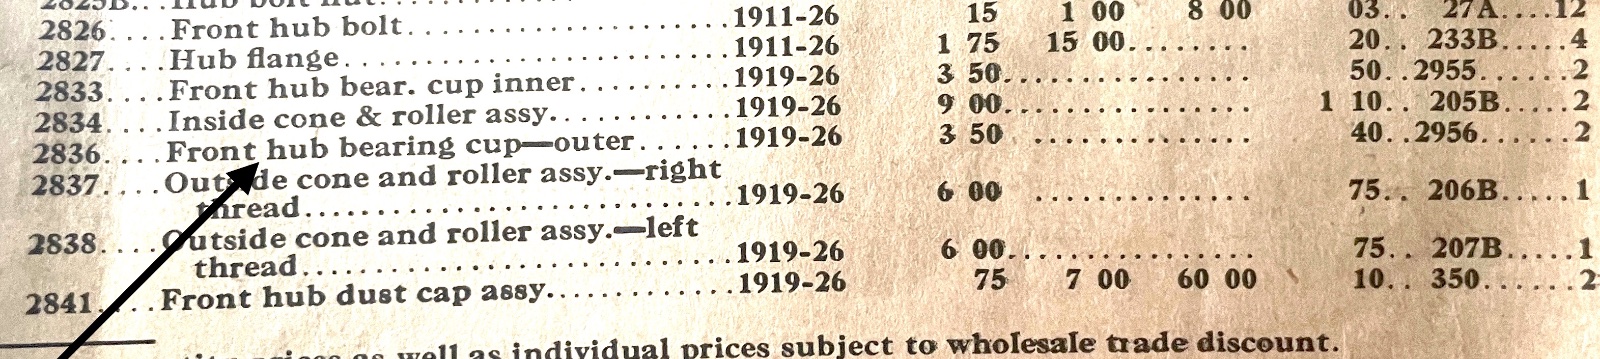 2825B... Hub bolt nut
2826.....Front hub bolt..............................1911-26 15 1 00 8 00 03.. 27A....12
2827.....Hub flange..............................1911-26 1 75 15 00........ 20.. 233B.....4
2833.....Front hub bear. cup inner..........1919-26 3 50................ 50..2955.......2
2834.....Inside cone & roller assy............1919-26 9 00................ 1 10.. 205B.....2
2836.....Front hub bearing cup—outer.......1919-26 3 50 .............. 40..2956.......2
2837.....Outside cone and roller assy.—right
thread..............................1919-26 6 00 .............. 75.. 206B.....1
2838.....Outside cone and roller assy.—left
thread..............................1919-26 6 00................ 75.. 207B.....1
2841.....Front hub dust cap assy.............1919-26 75 7 00 60 00 10.. 350.......2
prices as well as individual prices subject to wholesale trade discount.